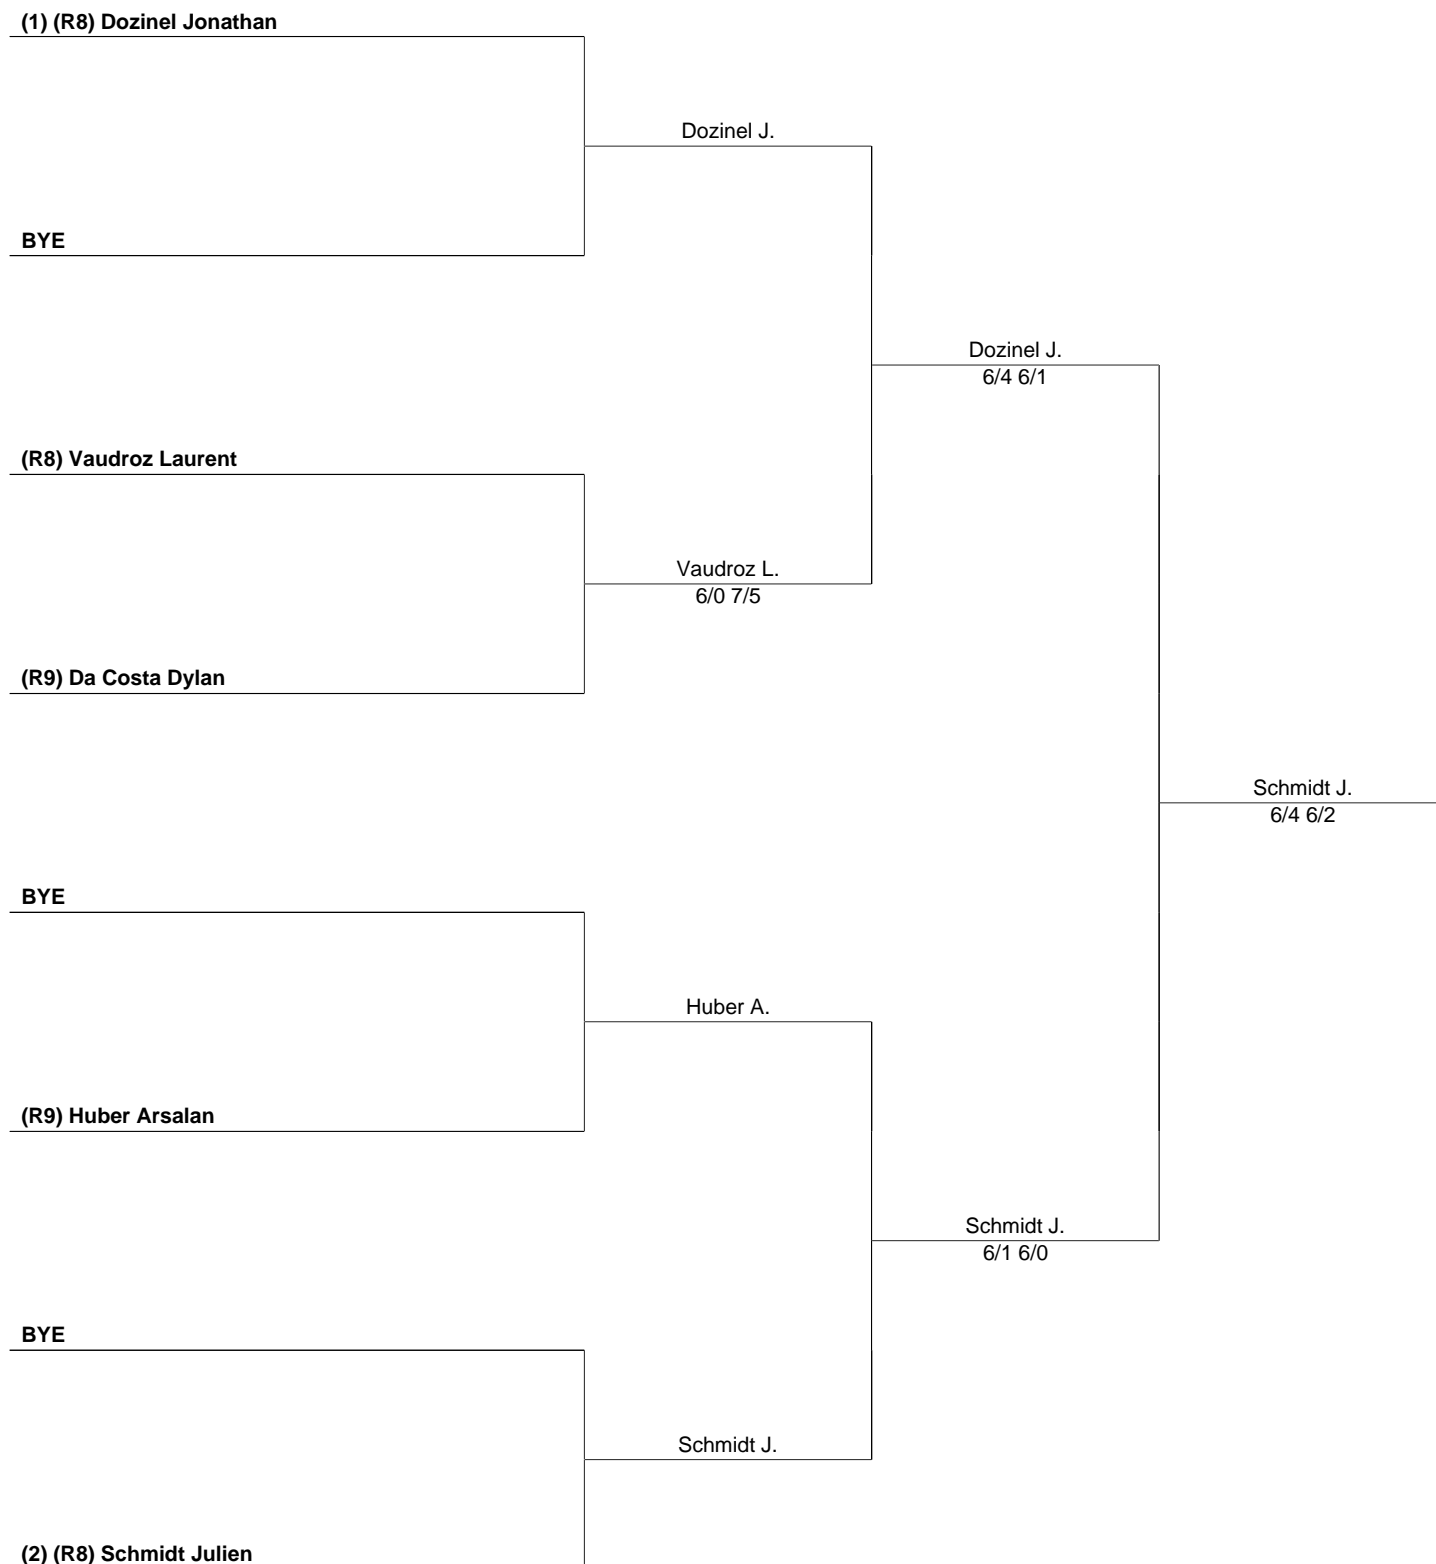 (1) (R8) Dozinel Jonathan
Dozinel J.
BYE
Dozinel J.
6/4 6/1
(R8) Vaudroz Laurent
Vaudroz L.
6/0 7/5
(R9) Da Costa Dylan
Schmidt J.
6/4 6/2
BYE
Huber A.
(R9) Huber Arsalan
Schmidt J.
6/1 6/0
BYE
Schmidt J.
(2) (R8) Schmidt Julien